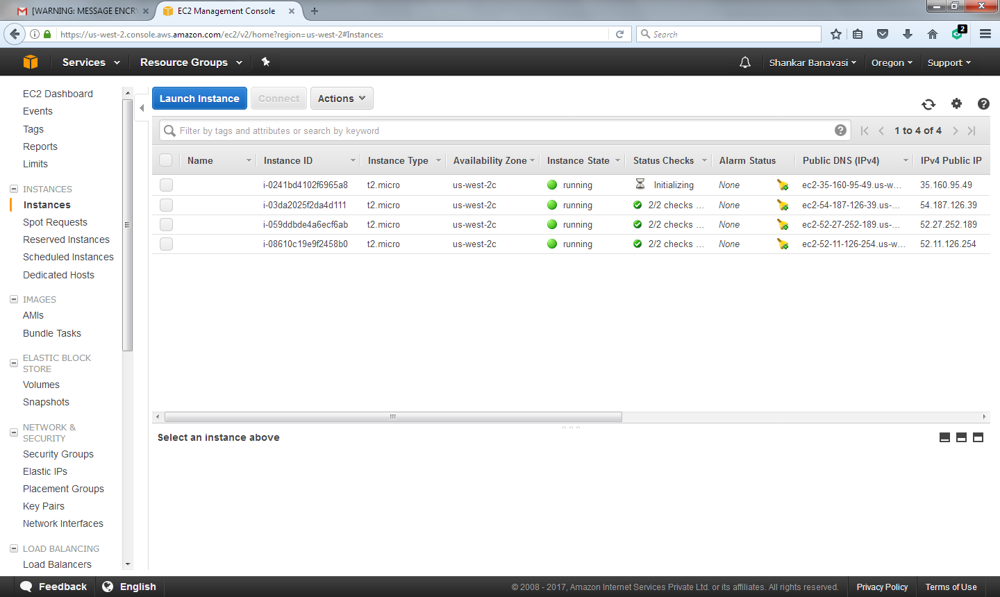 [WARNING: MESSAGE ENCRY
EC2 Management Console
https://us-west-2.console.aws.amazon.com/ec2/v2/home?region=us-west-2#Instances:
Search
2
Services
Resource Groups
Shankar Banavasi
Oregon
Support
EC2 Dashboard
Events
Tags
Reports
Limits
INSTANCES
Instances
Spot Requests
Reserved Instances
Scheduled Instances
Dedicated Hosts
IMAGES
AMIs
Bundle Tasks
ELASTIC BLOCK
STORE
Volumes
Snapshots
NETWORK &
SECURITY
Security Groups
Elastic IPs
Placement Groups
Key Pairs
Network Interfaces
LOAD BALANCING
Load Balancers
Launch Instance Connect Actions
Filter by tags and attributes or search by keyword
1 to 4 of 4
Name Instance ID Instance Type Availability Zone Instance State Status Checks Alarm Status Public DNS (IPv4) IPv4 Public IP
i-0241bd4102f6965a8 t2.micro us-west-2c running Initializing None ec2-35-160-95-49.us-w... 35.160.95.49
i-03da2025f2da4d111 t2.micro us-west-2c running 2/2 checks ... None ec2-54-187-126-39.us-... 54.187.126.39
i-059ddbde4a6ecf6ab t2.micro us-west-2c running 2/2 checks ... None ec2-52-27-252-189.us-... 52.27.252.189
i-08610c19e9f2458b0 t2.micro us-west-2c running 2/2 checks ... None ec2-52-11-126-254.us-w... 52.11.126.254
Select an instance above
Feedback
English
© 2008 - 2017, Amazon Internet Services Private Ltd. or its affiliates. All rights reserved.
Privacy Policy
Terms of Use